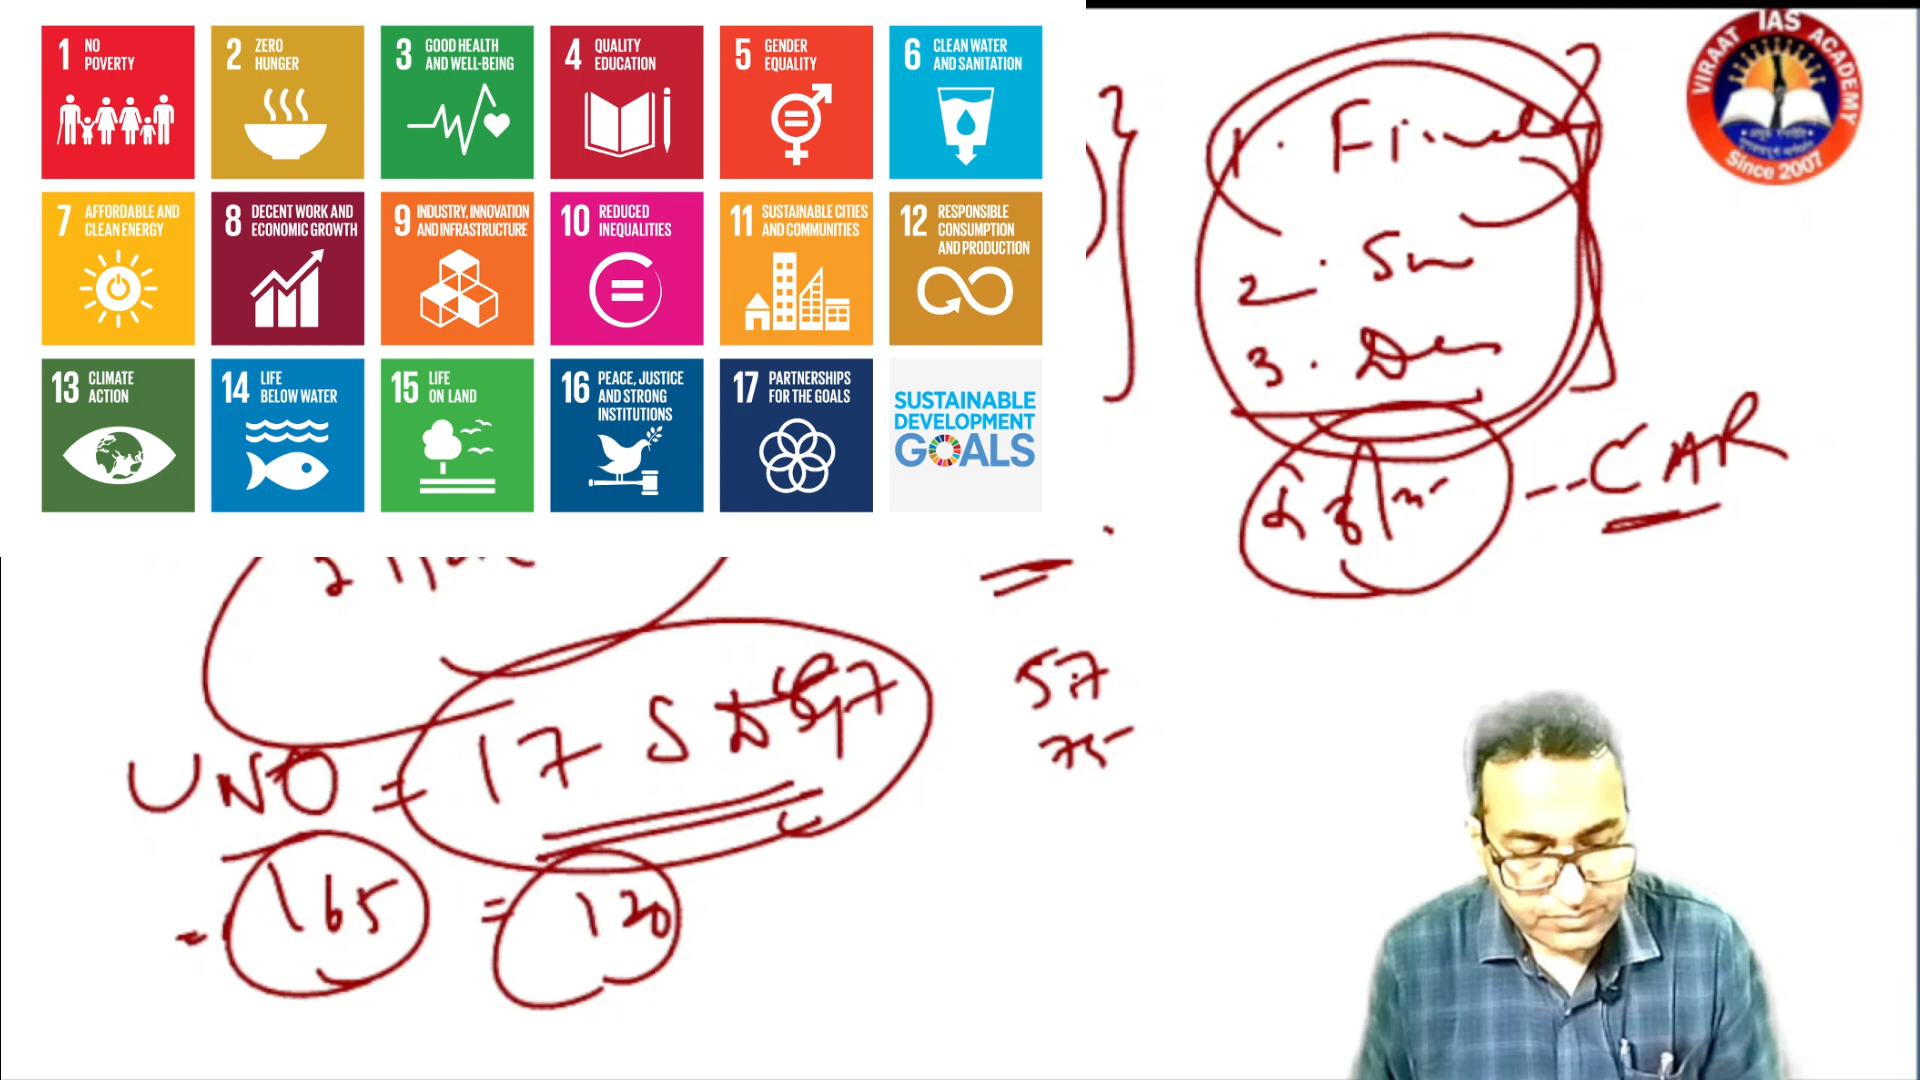 1 NO POVERTY
2 ZERO HUNGER
3 GOOD HEALTH AND WELL-BEING
4 QUALITY EDUCATION
5 GENDER EQUALITY
6 CLEAN WATER AND SANITATION
7 AFFORDABLE AND CLEAN ENERGY
8 DECENT WORK AND ECONOMIC GROWTH
9 INDUSTRY, INNOVATION AND INFRASTRUCTURE
10 REDUCED INEQUALITIES
11 SUSTAINABLE CITIES AND COMMUNITIES
12 RESPONSIBLE CONSUMPTION AND PRODUCTION
13 CLIMATE ACTION
14 LIFE BELOW WATER
15 LIFE ON LAND
16 PEACE, JUSTICE AND STRONG INSTITUTIONS
17 PARTNERSHIPS FOR THE GOALS
SUSTAINABLE DEVELOPMENT GOALS
VIRAAT IAS ACADEMY
Since 2007
1.
2.
3.
-- CAR
57
75
UNO = 17
= 165 = 120